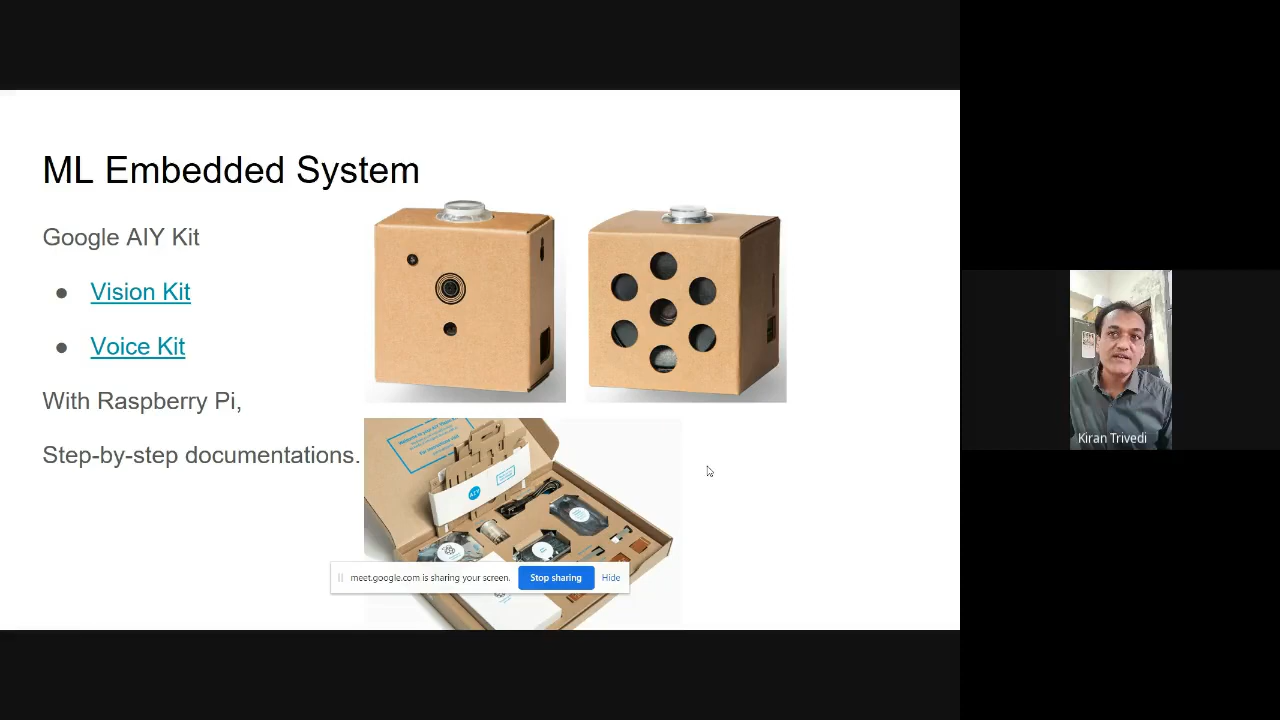 ML Embedded System
Google AIY Kit
● Vision Kit
● Voice Kit
With Raspberry Pi,
Step-by-step documentations.
AIY
meet.google.com is sharing your screen.
Stop sharing
Hide
Kiran Trivedi